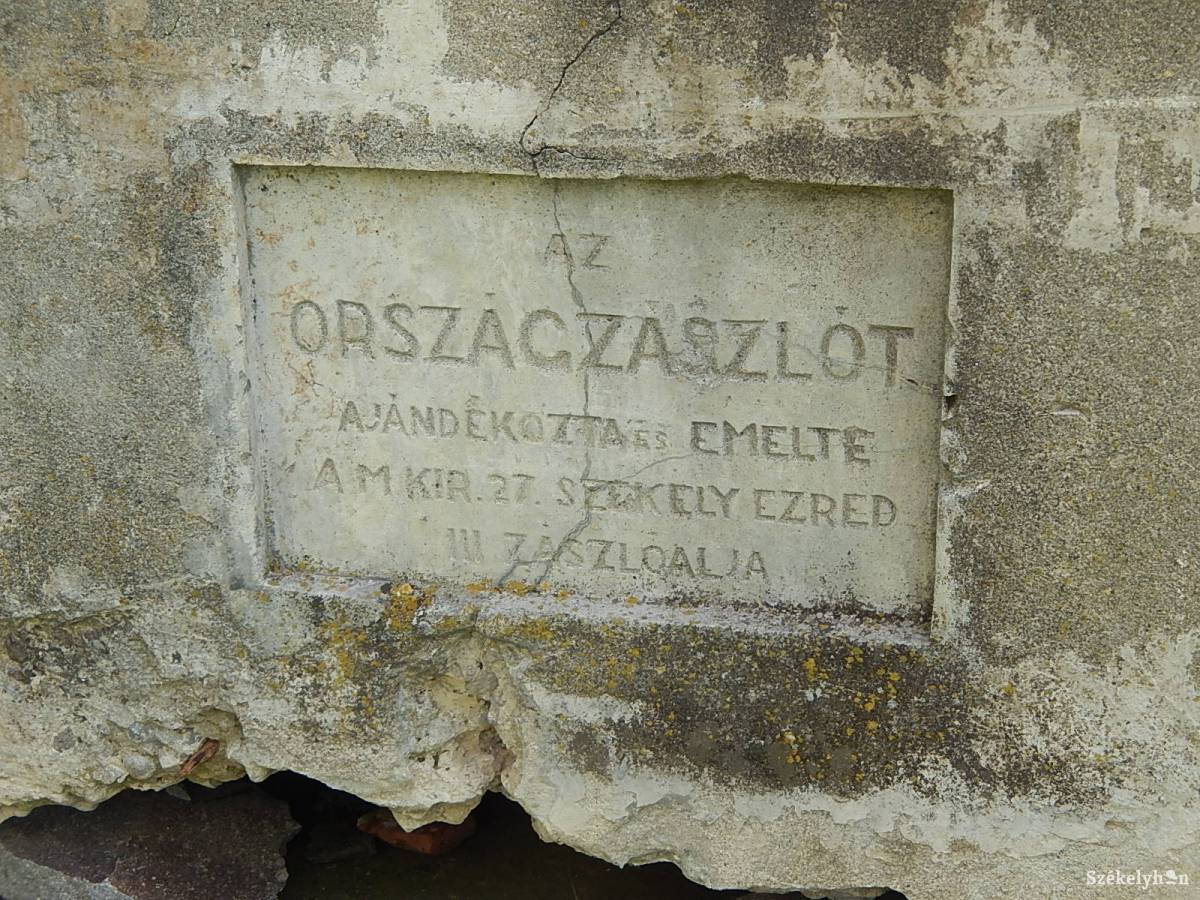 AZ
ORSZÁGZÁSZLÓT
AJÁNDÉKOZTA ÉS EMELTE
A M KIR. 27. SZÉKELY EZRED
III ZÁSZLÓALJA
Székelyhon